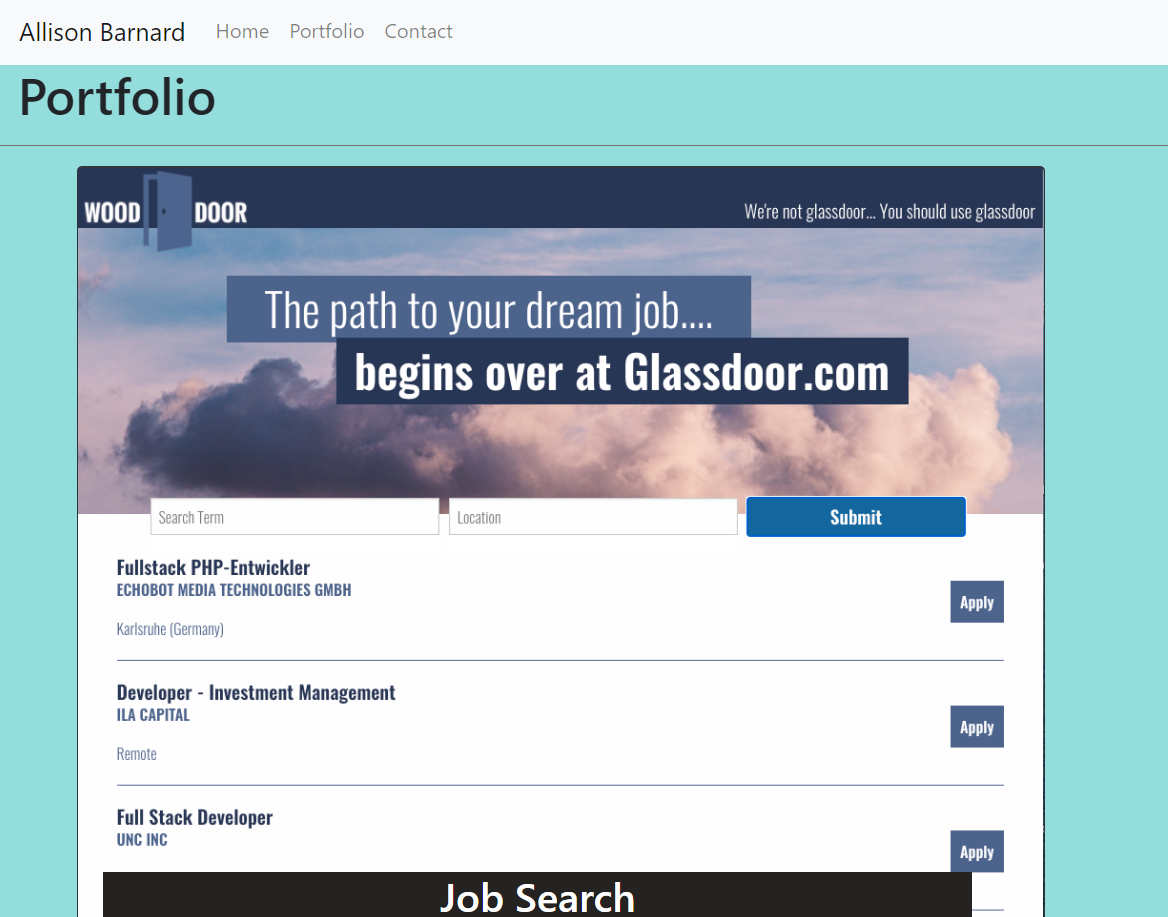 Allison Barnard Home Portfolio Contact
Portfolio
WOOD DOOR
We're not glassdoor... You should use glassdoor
The path to your dream job....
begins over at Glassdoor.com
Search Term Location Submit
Fullstack PHP-Entwickler
ECHOBOT MEDIA TECHNOLOGIES GMBH
Apply
Karlsruhe (Germany)
Developer - Investment Management
ILA CAPITAL
Apply
Remote
Full Stack Developer
UNC INC
Apply
Job Search